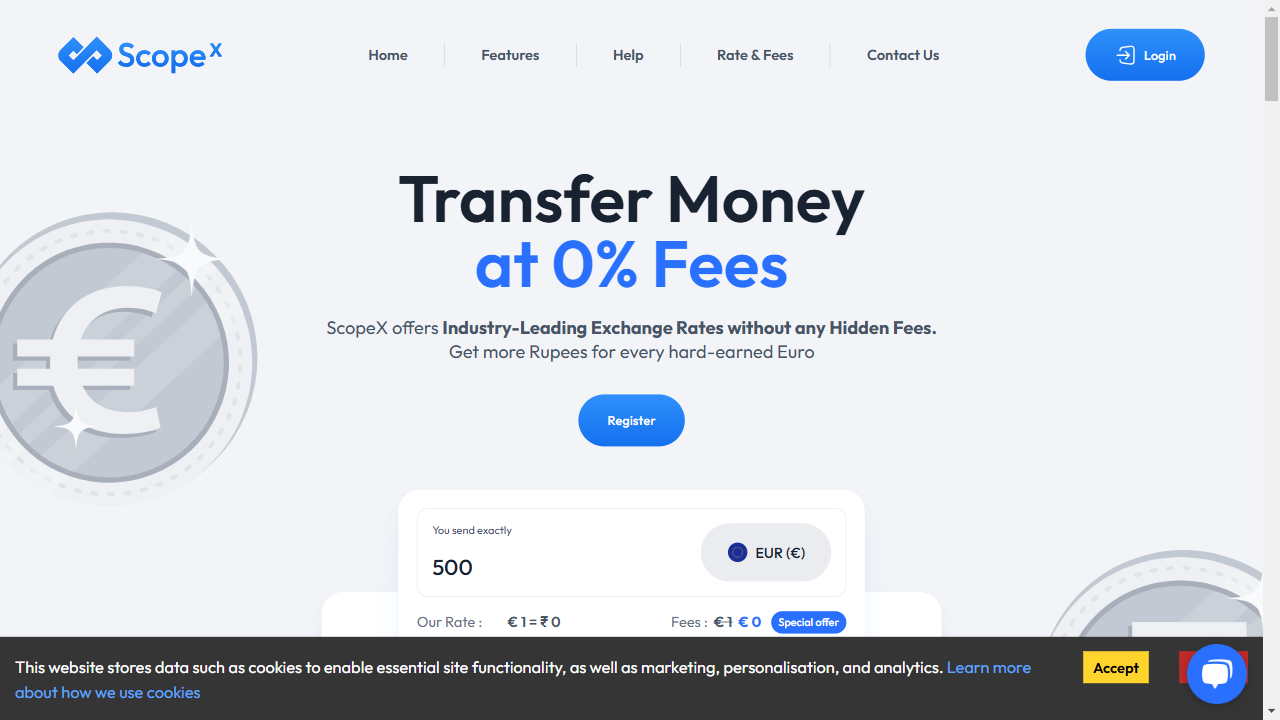 Scope X
Home
Features
Help
Rate & Fees
Contact Us
Login
Transfer Money
at 0% Fees
ScopeX offers Industry-Leading Exchange Rates without any Hidden Fees.
Get more Rupees for every hard-earned Euro
Register
You send exactly
500
EUR (€)
Our Rate : € 1 = ₹ 0
Fees : € 1 € 0 Special offer
This website stores data such as cookies to enable essential site functionality, as well as marketing, personalisation, and analytics. Learn more
about how we use cookies
Accept